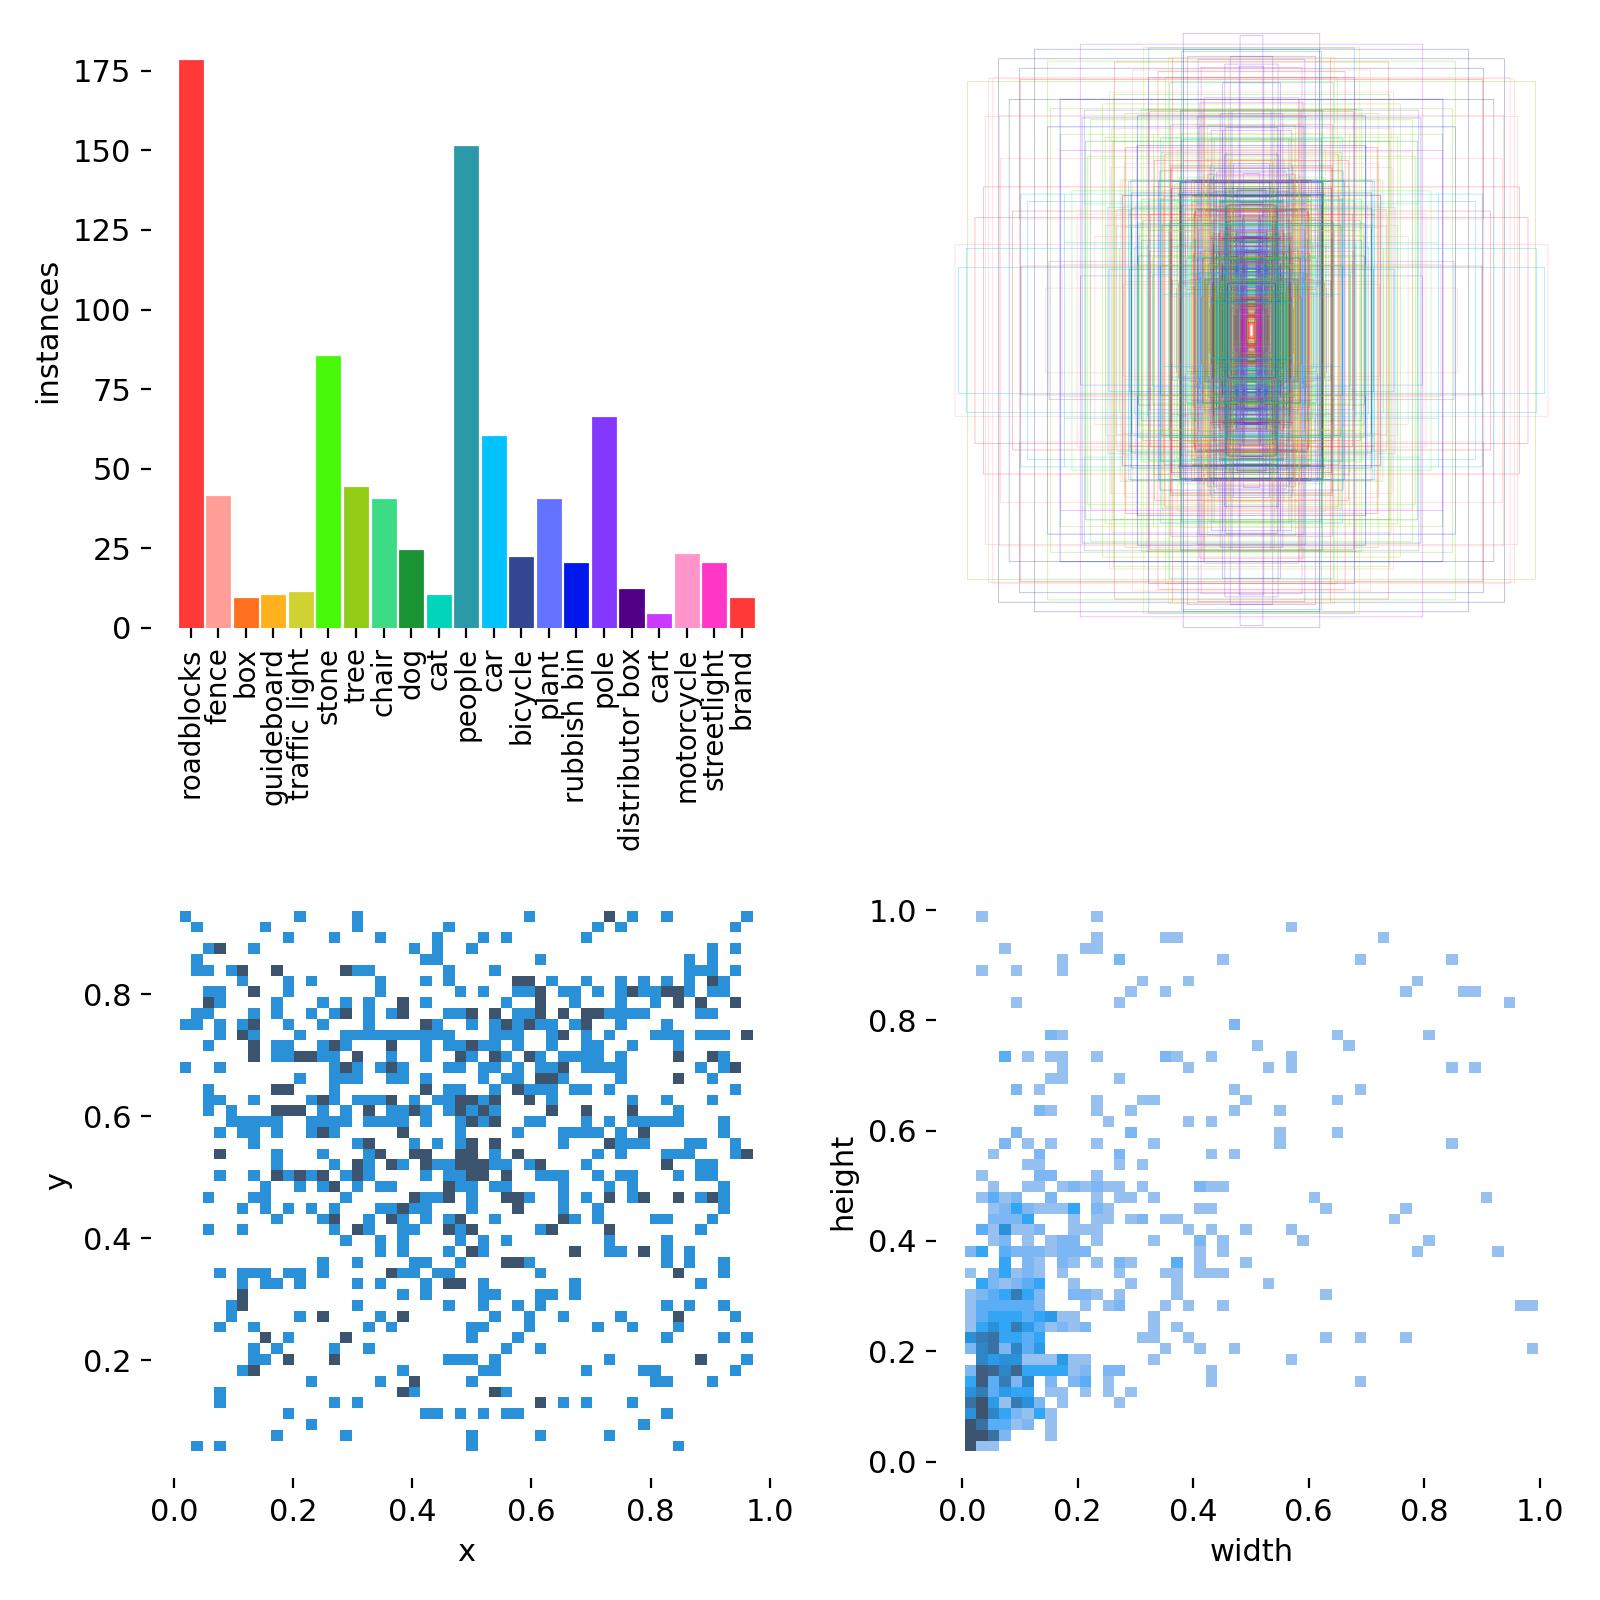 175
150
125
100
75
50
25
0
instances
roadblocks
fence
box
guideboard
traffic light
stone
tree
chair
dog
cat
people
car
bicycle
plant
rubbish bin
pole
distributor box
cart
motorcycle
streetlight
brand
0.8
0.6
0.4
0.2
y
0.0 0.2 0.4 0.6 0.8 1.0
x
1.0
0.8
0.6
0.4
0.2
0.0
height
0.0 0.2 0.4 0.6 0.8 1.0
width